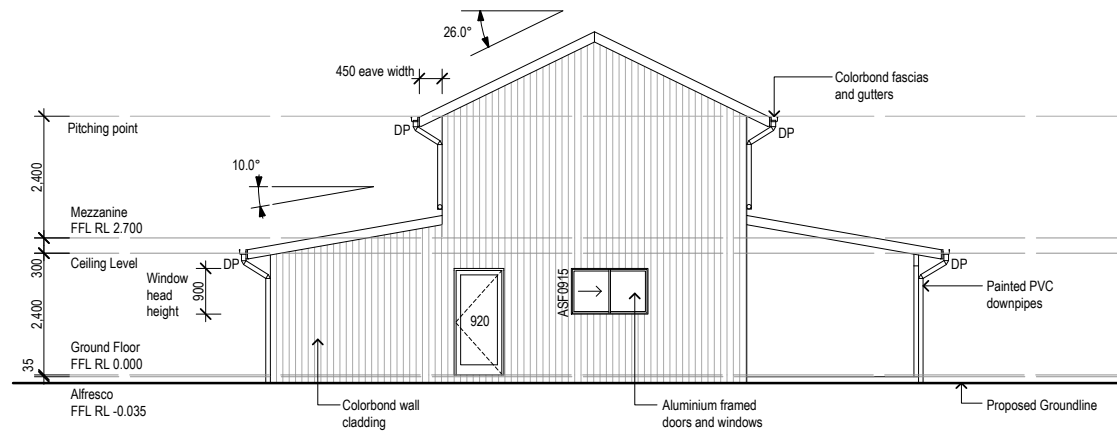 26.0°
450 eave width
Colorbond fascias
and gutters
Pitching point
DP
DP
2,400
10.0°
Mezzanine
FFL RL 2.700
300
Ceiling Level
DP
DP
Window
head
height
900
ASF0915
Painted PVC
downpipes
2,400
920
Ground Floor
FFL RL 0.000
35
Alfresco
FFL RL -0.035
Colorbond wall
cladding
Aluminium framed
doors and windows
Proposed Groundline